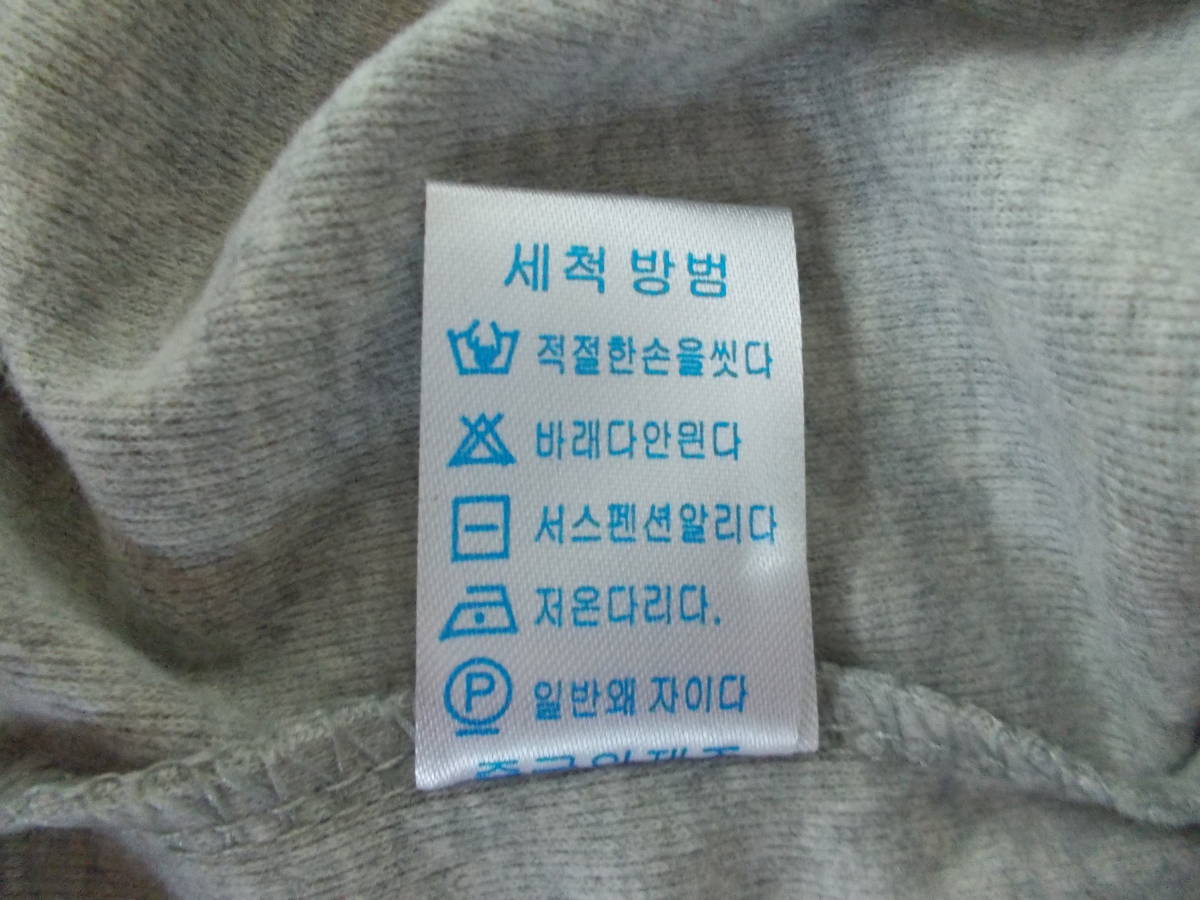 세척 방범
적절한손을씻다
바래다안원다
서스펜션알리다
저온다리다.
P 일반왜 자이다